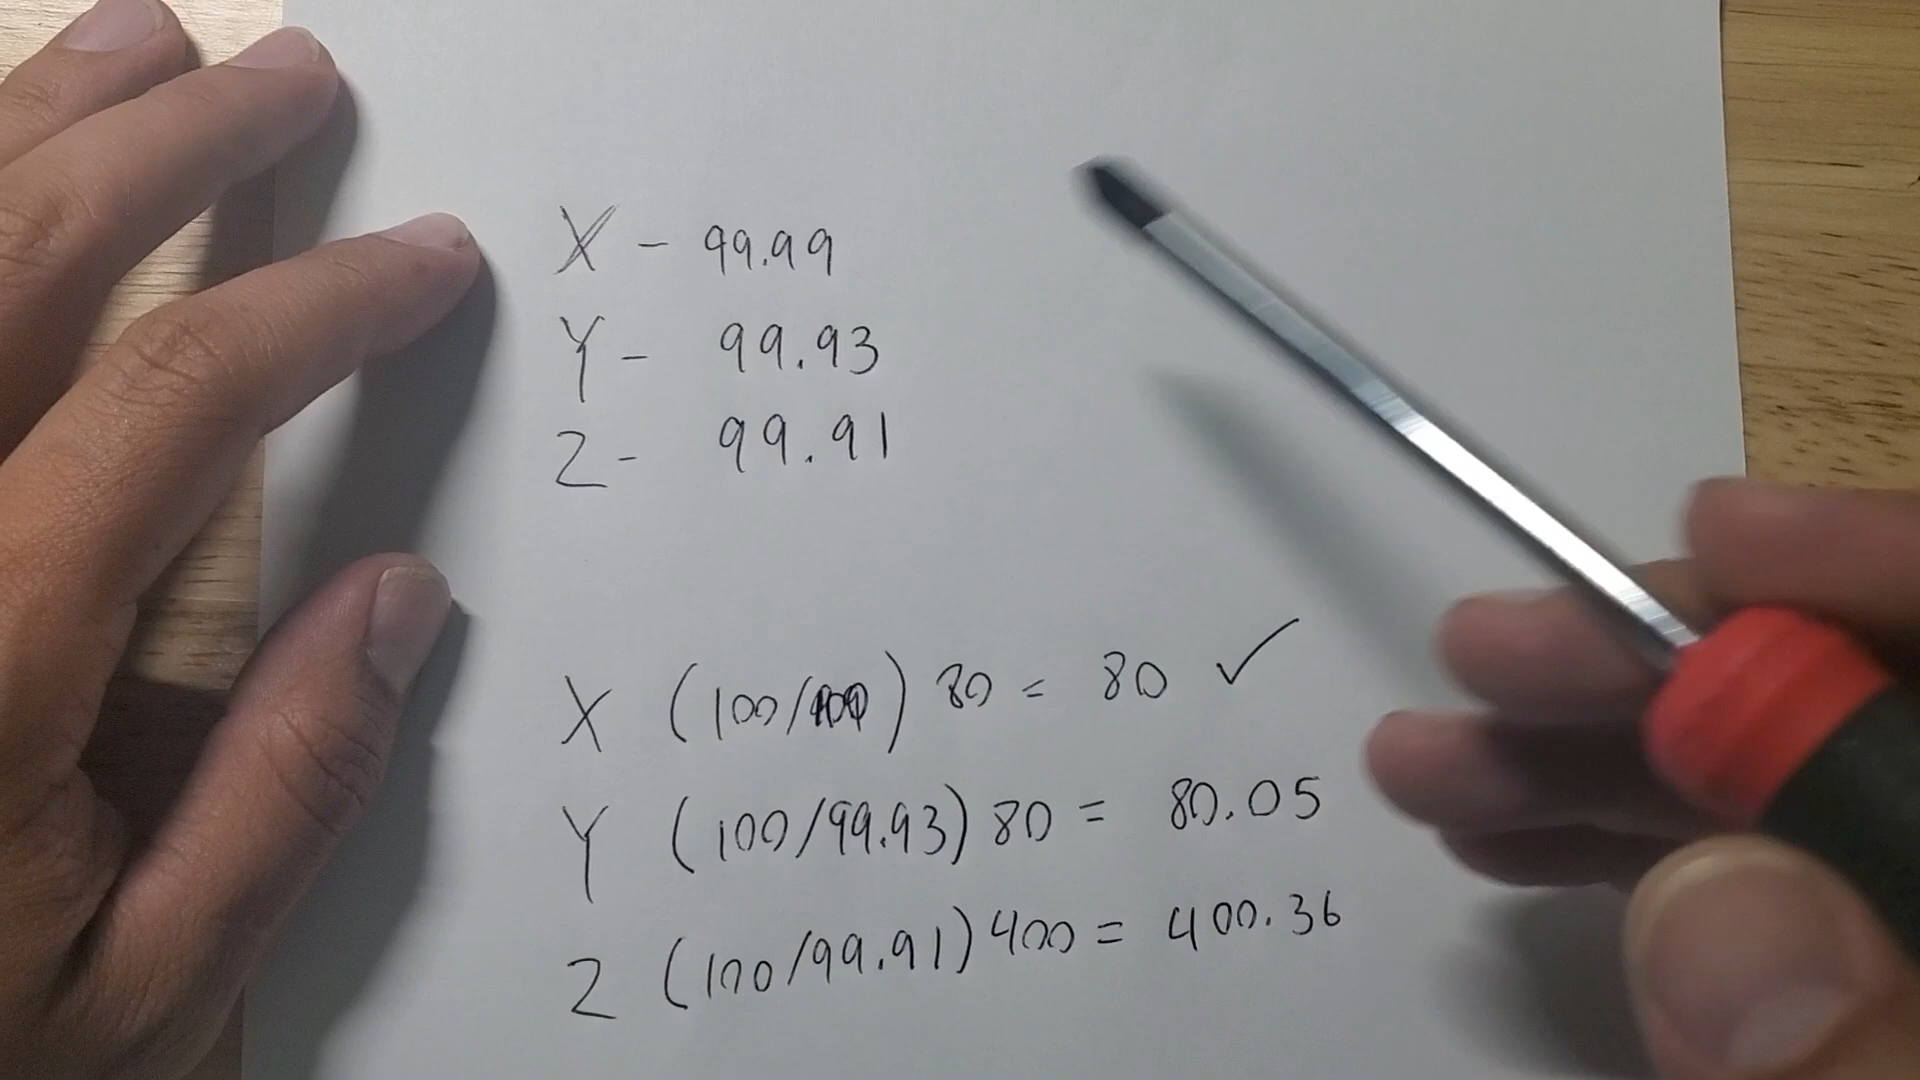 X - 99.99
Y - 99.93
Z - 99.91
X (100/100) 80 = 80 ✓
Y (100/99.93) 80 = 80.05
Z (100/99.91) 400 = 400.36